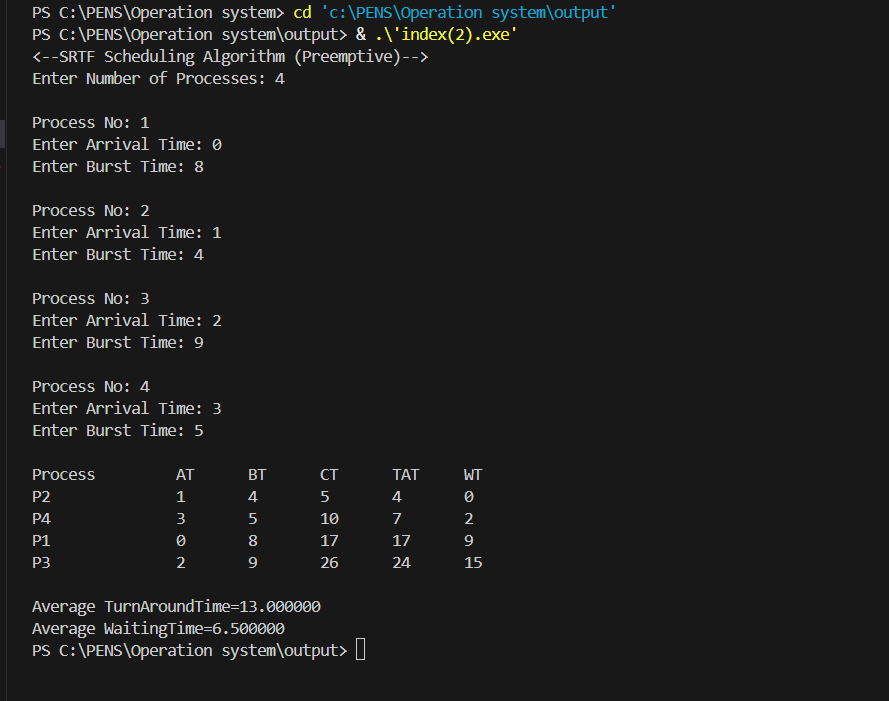 PS C:\PENS\Operation system> cd 'c:\PENS\Operation system\output'
PS C:\PENS\Operation system\output> & .\'index(2).exe'
<--SRTF Scheduling Algorithm (Preemptive)-->
Enter Number of Processes: 4
Process No: 1
Enter Arrival Time: 0
Enter Burst Time: 8
Process No: 2
Enter Arrival Time: 1
Enter Burst Time: 4
Process No: 3
Enter Arrival Time: 2
Enter Burst Time: 9
Process No: 4
Enter Arrival Time: 3
Enter Burst Time: 5
Process AT BT CT TAT WT
P2 1 4 5 4 0
P4 3 5 10 7 2
P1 0 8 17 17 9
P3 2 9 26 24 15
Average TurnAroundTime=13.000000
Average WaitingTime=6.500000
PS C:\PENS\Operation system\output>